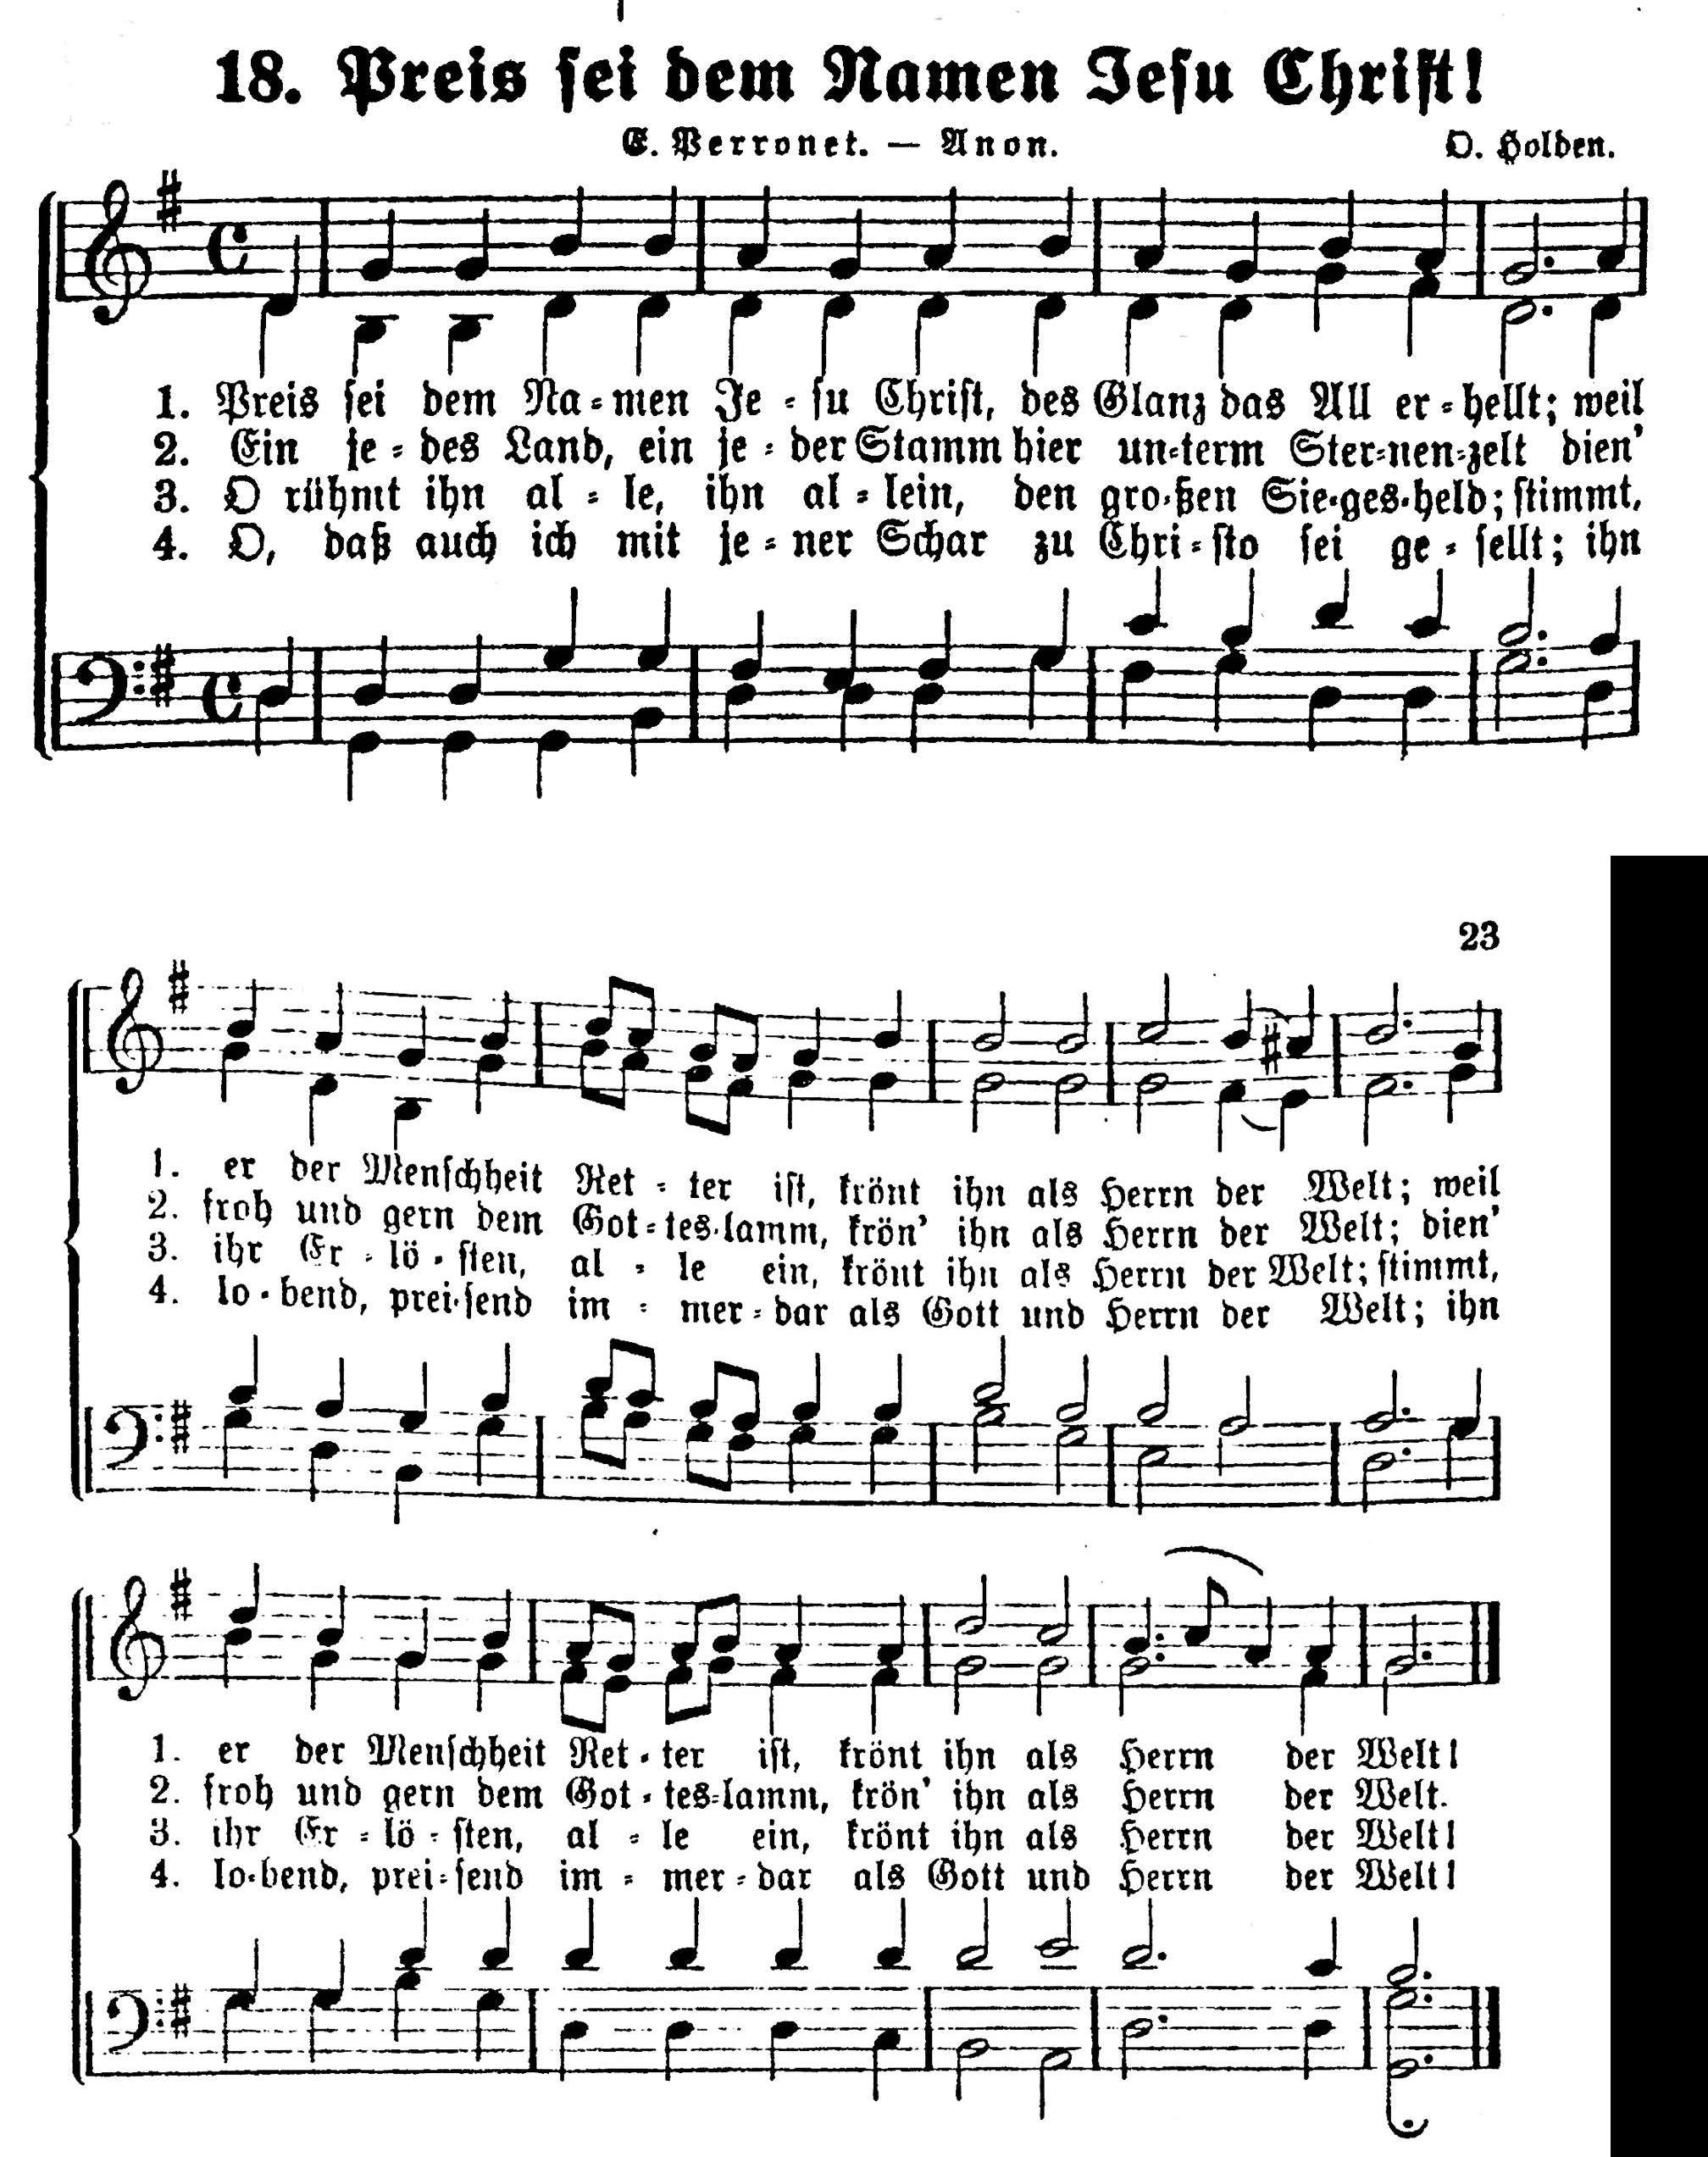 18. Preis sei dem Namen Jesu Christ!
E. Perronet. — Anon.
O. Holden.
1. Preis sei dem Na-men Je-su Christ, des Glanz das All er-hellt; weil
2. Ein je-des Land, ein je-der Stamm hier un-term Ster-nen-zelt dien'
3. O rühmt ihn al-le, ihn al-lein, den gro-ßen Sie-ges-held; stimmt,
4. O, daß auch ich mit je-ner Schar zu Chri-sto sei ge-sellt; ihn
23
1. er der Menschheit Ret-ter ist, krönt ihn als Herrn der Welt; weil
2. froh und gern dem Got-tes-lamm, krön' ihn als Herrn der Welt; dien'
3. ihr Er-lö-sten, al-le ein, krönt ihn als Herrn der Welt; stimmt,
4. lo-bend, prei-send im-mer-dar als Gott und Herrn der Welt; ihn
1. er der Menschheit Ret-ter ist, krönt ihn als Herrn der Welt!
2. froh und gern dem Got-tes-lamm, krön' ihn als Herrn der Welt.
3. ihr Er-lö-sten, al-le ein, krönt ihn als Herrn der Welt!
4. lo-bend, prei-send im-mer-dar als Gott und Herrn der Welt!